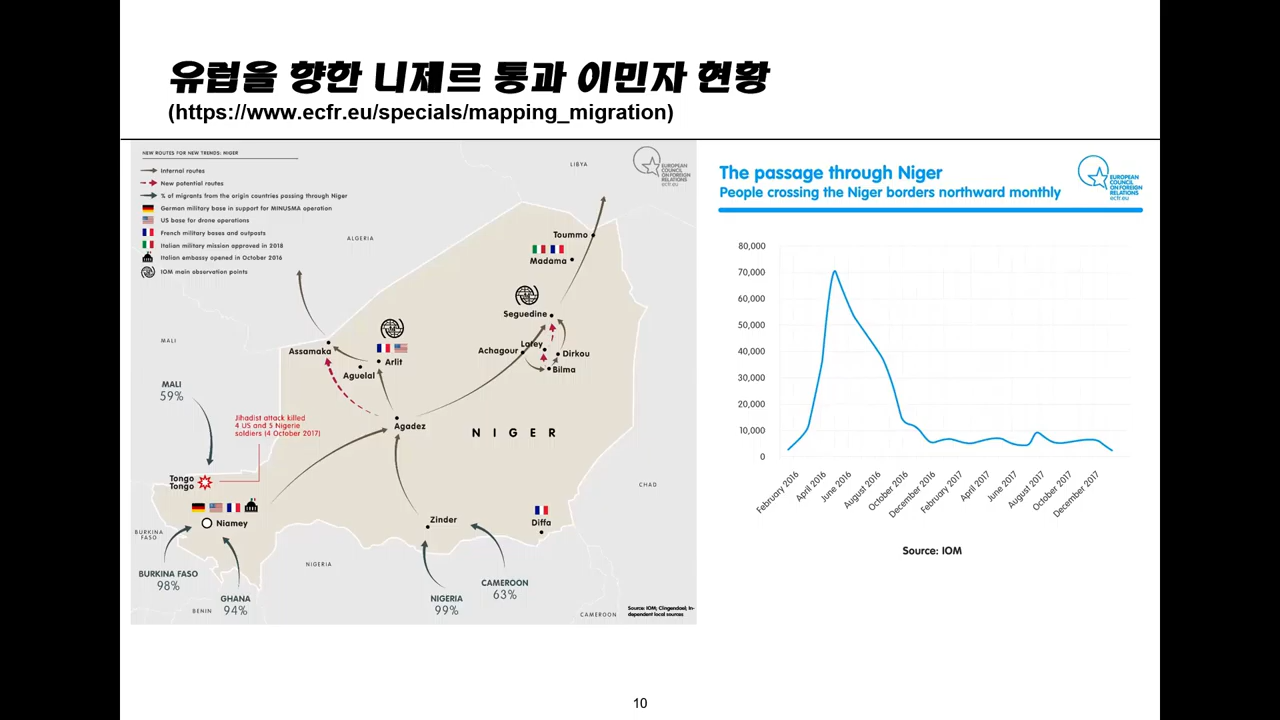 유럽을 향한 니제르 통과 이민자 현황
(https://www.ecfr.eu/specials/mapping_migration)
NEW ROUTES FOR NEW TRENDS: NIGER
Internal routes
New potential routes
% of migrants from the origin countries passing through Niger
German military base in support for MINUSMA operation
US base for drone operations
French military bases and outposts
Italian military mission approved in 2018
Italian embassy opened in October 2016
IOM main observation points
EUROPEAN
COUNCIL
ON FOREIGN
RELATIONS
ecfr.eu
LIBYA
ALGERIA
Toummo
Madama
Seguedine
MALI
Assamaka
Arlit
Aguelal
Achagour
Latey
Dirkou
Bilma
MALI
59%
Jihadist attack killed
4 US and 5 Nigerie
soldiers (4 October 2017)
Agadez
NIGER
Tongo
Tongo
CHAD
Niamey
Zinder
Diffa
BURKINA
FASO
NIGERIA
BURKINA FASO
98%
GHANA
94%
BENIN
NIGERIA
99%
CAMEROON
63%
CAMEROON
Source: IOM, Clingendael, in-
dependent local sources
The passage through Niger
People crossing the Niger borders northward monthly
EUROPEAN
COUNCIL
ON FOREIGN
RELATIONS
ecfr.eu
80,000
70,000
60,000
50,000
40,000
30,000
20,000
10,000
0
February 2016
April 2016
June 2016
August 2016
October 2016
December 2016
February 2017
April 2017
June 2017
August 2017
October 2017
December 2017
Source: IOM
10